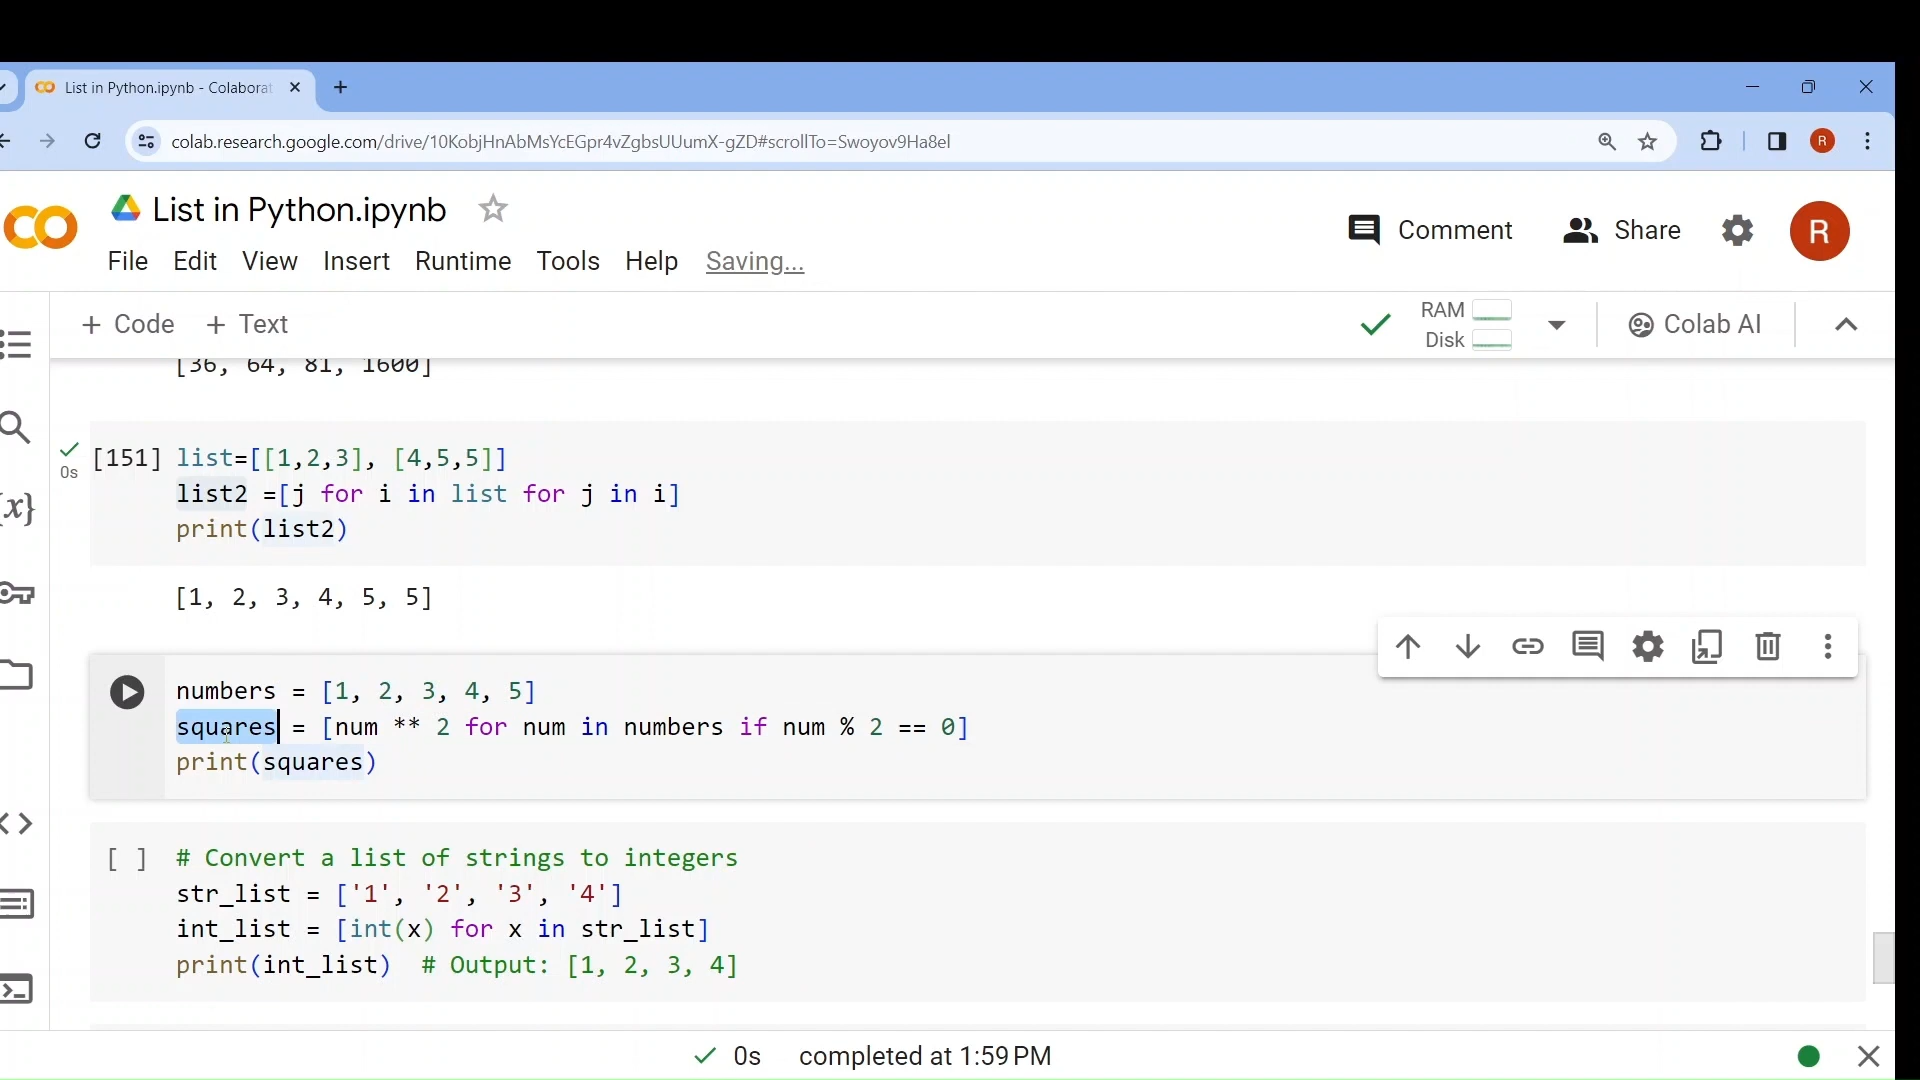 List in Python.ipynb - Colaborat
colab.research.google.com/drive/10KobjHnAbMsYcEGpr4vZgbsUUumX-gZD#scrollTo=Swoyov9Ha8el
R
List in Python.ipynb
Comment
Share
R
File Edit View Insert Runtime Tools Help Saving...
+ Code + Text
RAM
Disk
Colab AI
[36, 64, 81, 1600]
[151] list=[[1,2,3], [4,5,5]]
0s
list2 =[j for i in list for j in i]
print(list2)
{x}
[1, 2, 3, 4, 5, 5]
numbers = [1, 2, 3, 4, 5]
squares = [num ** 2 for num in numbers if num % 2 == 0]
print(squares)
[ ] # Convert a list of strings to integers
str_list = ['1', '2', '3', '4']
int_list = [int(x) for x in str_list]
print(int_list) # Output: [1, 2, 3, 4]
0s completed at 1:59 PM